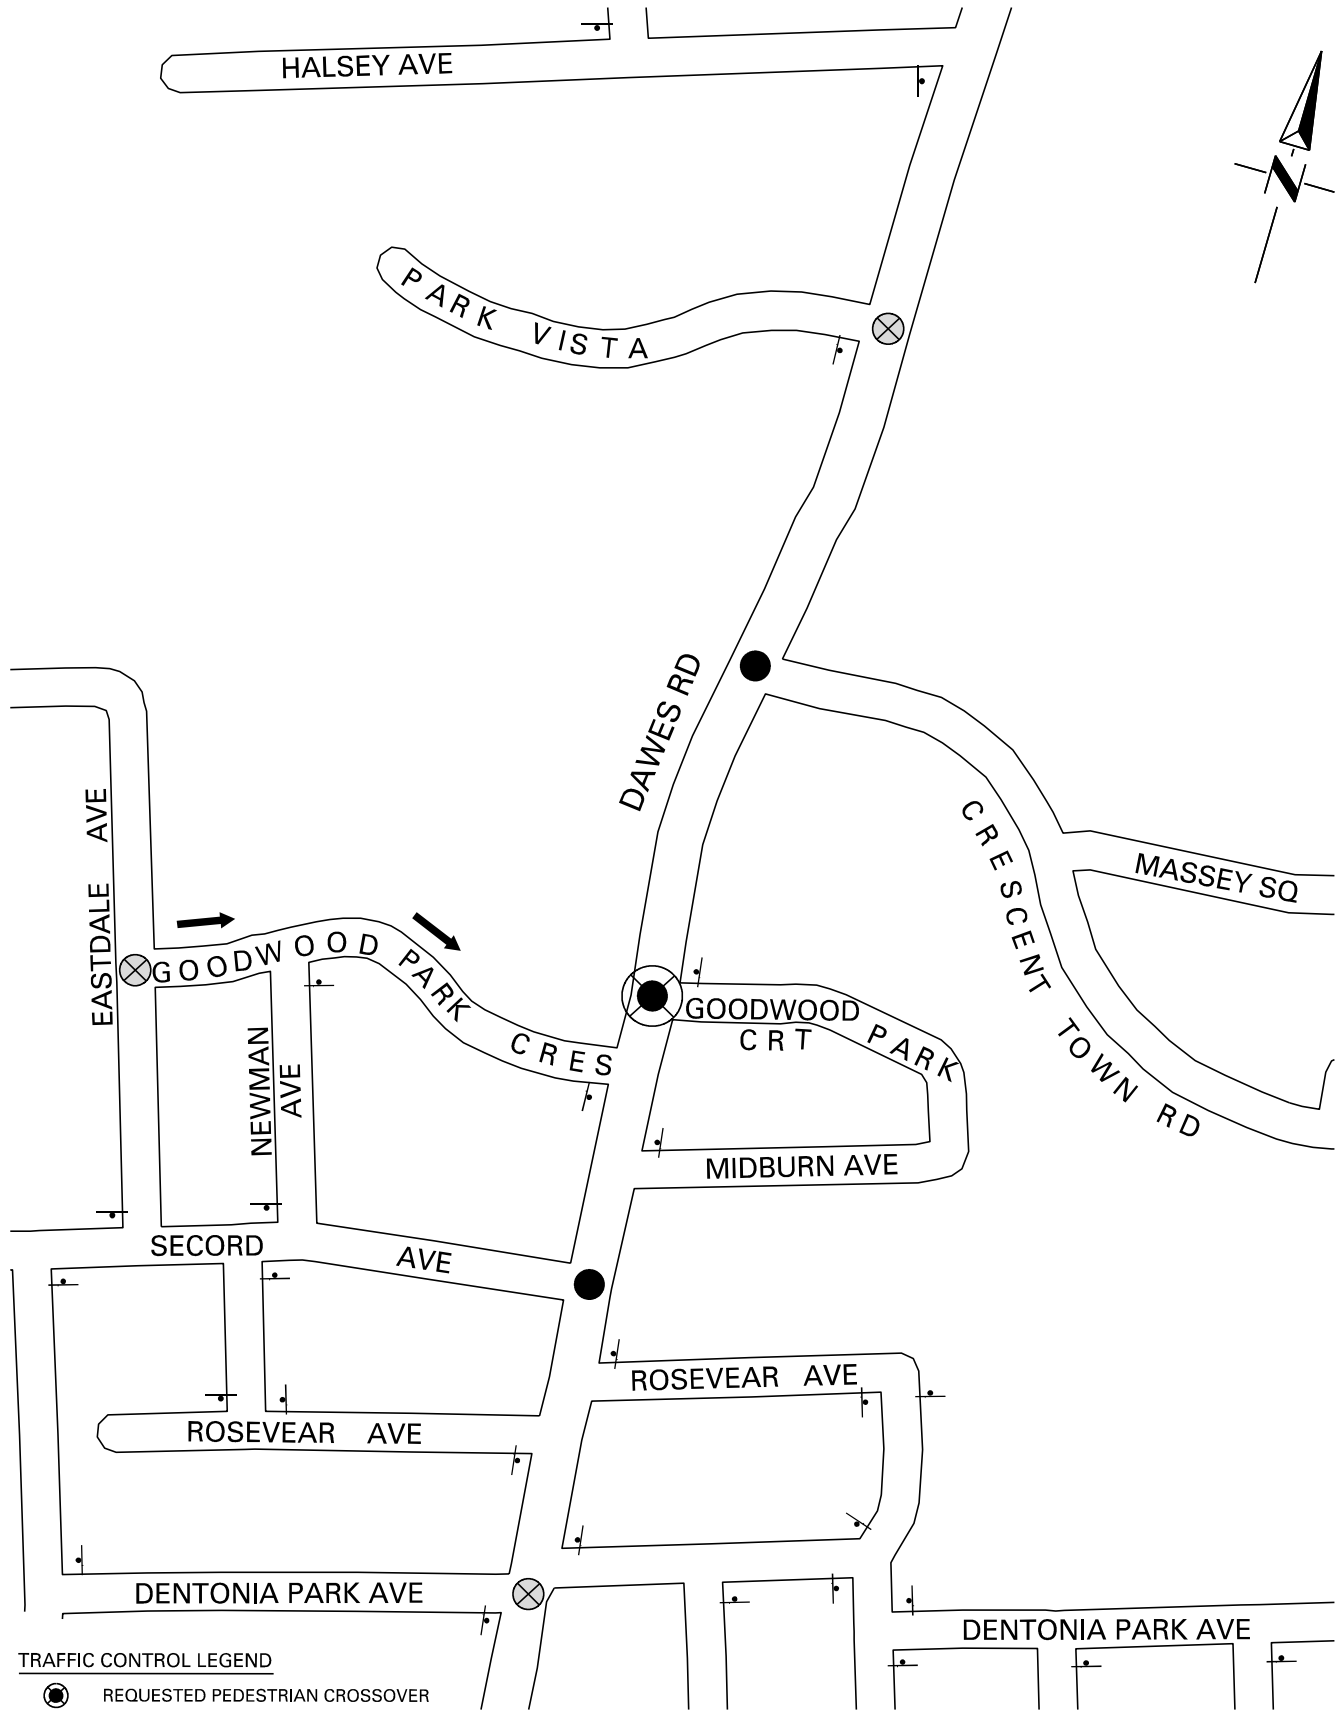 HALSEY AVE
N
PARK VISTA
DAWES RD
EASTDALE AVE
CRESCENT TOWN RD
MASSEY SQ
GOODWOOD PARK CRES
GOODWOOD PARK
CRT
NEWMAN
AVE
MIDBURN AVE
SECORD AVE
ROSEVEAR AVE
ROSEVEAR AVE
DENTONIA PARK AVE
DENTONIA PARK AVE
TRAFFIC CONTROL LEGEND
REQUESTED PEDESTRIAN CROSSOVER